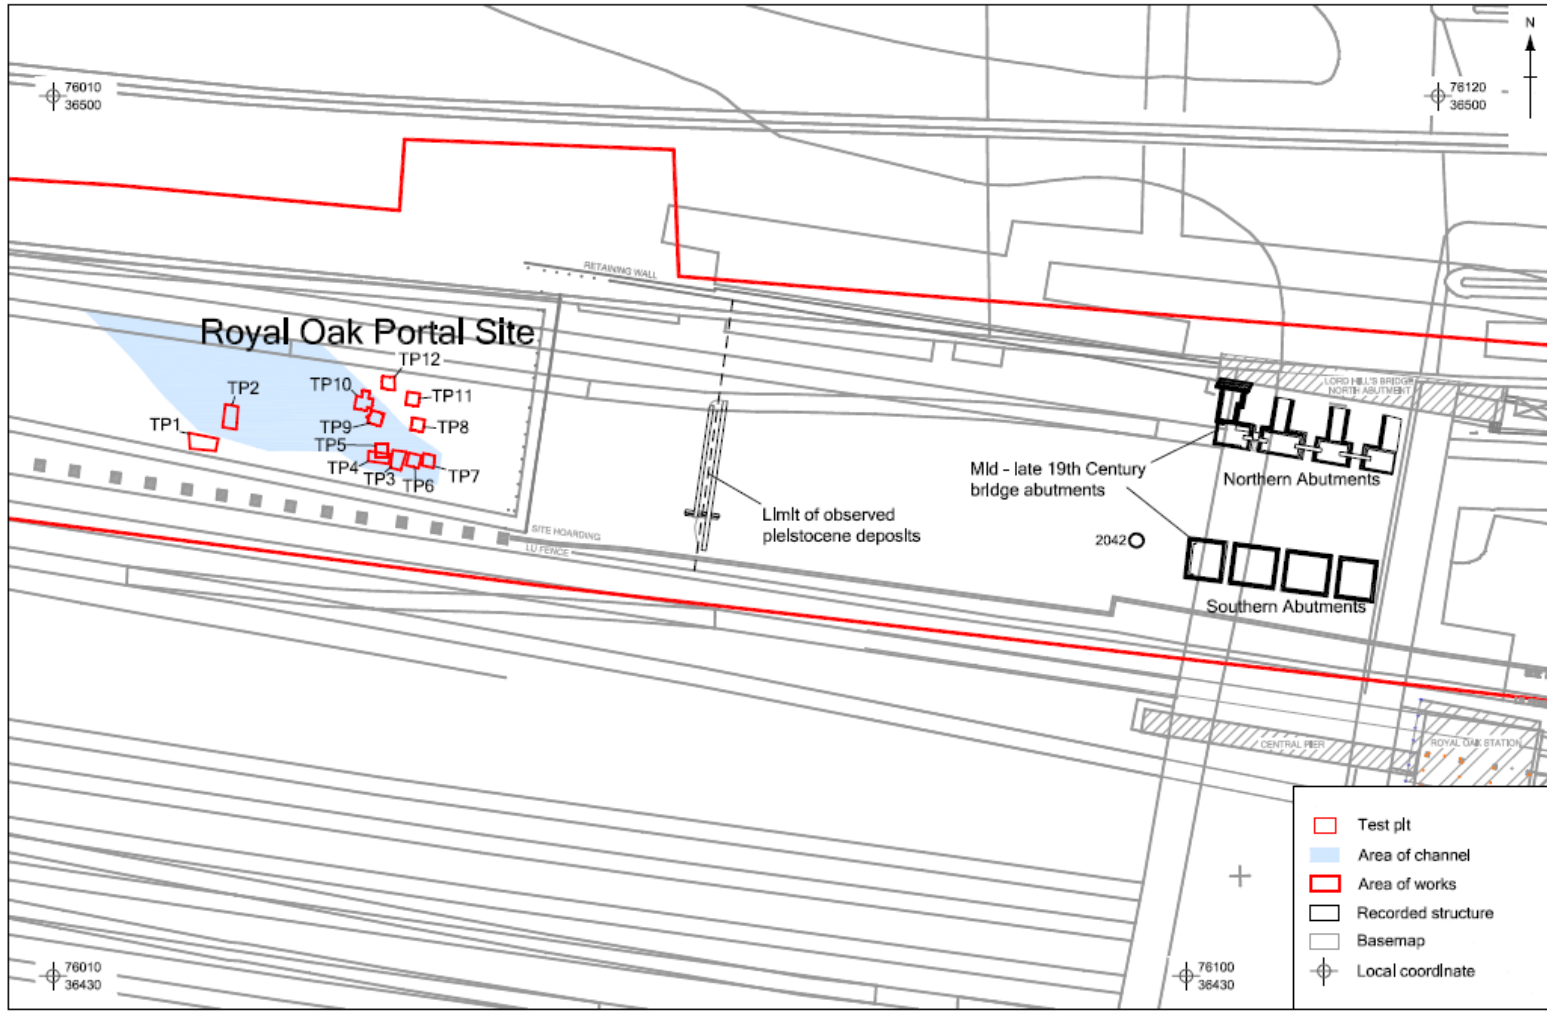 N
76010
36500
76120
36500
RETAINING WALL
Royal Oak Portal Site
TP12
TP10
TP11
TP2
TP1
TP9
TP8
TP5
TP4
TP3
TP6
TP7
LORD HILL'S BRIDGE
NORTH ABUTMENT
Mid - late 19th Century
bridge abutments
Northern Abutments
Limit of observed
pleistocene deposits
SITE HOARDING
LU FENCE
2042
Southern Abutments
CENTRAL PIER
ROYAL OAK STATION
76010
36430
76100
36430
Test pit
Area of channel
Area of works
Recorded structure
Basemap
Local coordinate